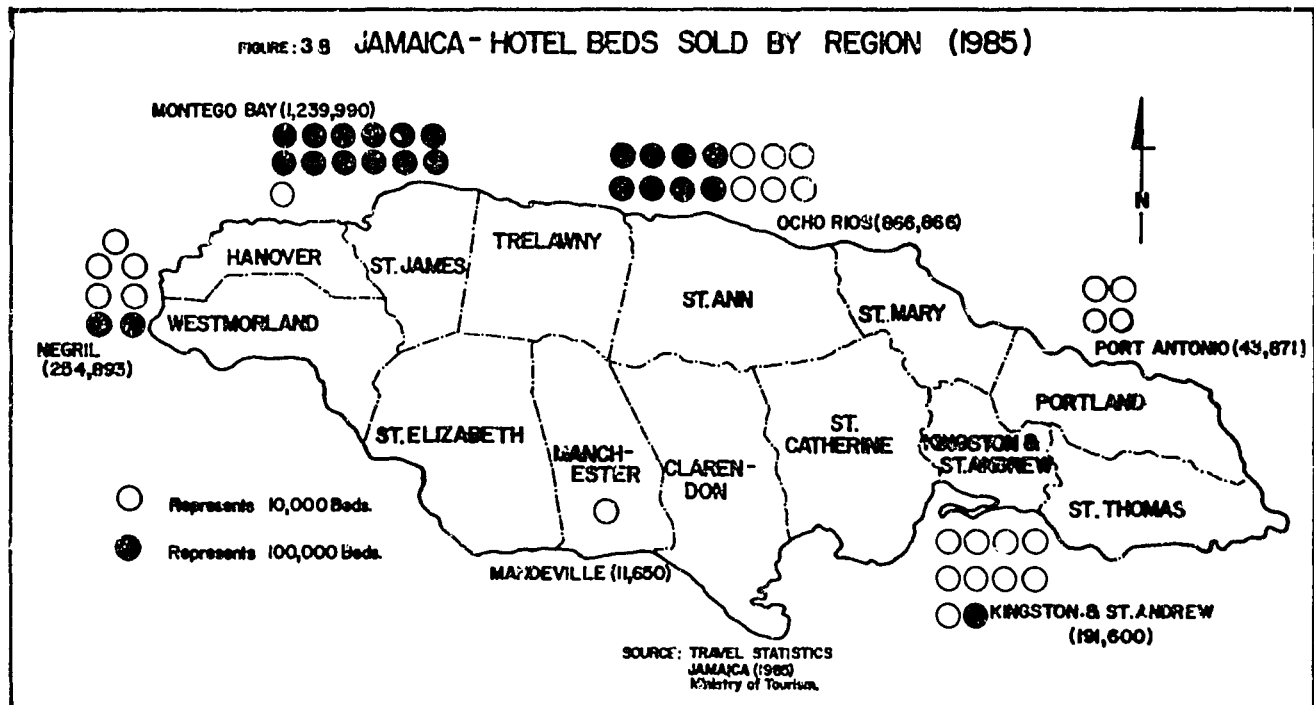 FIGURE: 3 8 JAMAICA - HOTEL BEDS SOLD BY REGION (1985)
MONTEGO BAY (1,239,990)
OCHO RIOS (866,866)
N
HANOVER
ST. JAMES
TRELAWNY
ST. ANN
ST. MARY
WESTMORLAND
NEGRIL
(254,893)
PORT ANTONIO (43,871)
PORTLAND
ST. ELIZABETH
MANCH-
ESTER
CLAREN-
DON
ST.
CATHERINE
KINGSTON &
ST. ANDREW
ST. THOMAS
Represents 10,000 Beds.
Represents 100,000 Beds.
MANDEVILLE (11,650)
KINGSTON & ST. ANDREW
(191,600)
SOURCE: TRAVEL STATISTICS
JAMAICA (1985)
Ministry of Tourism.